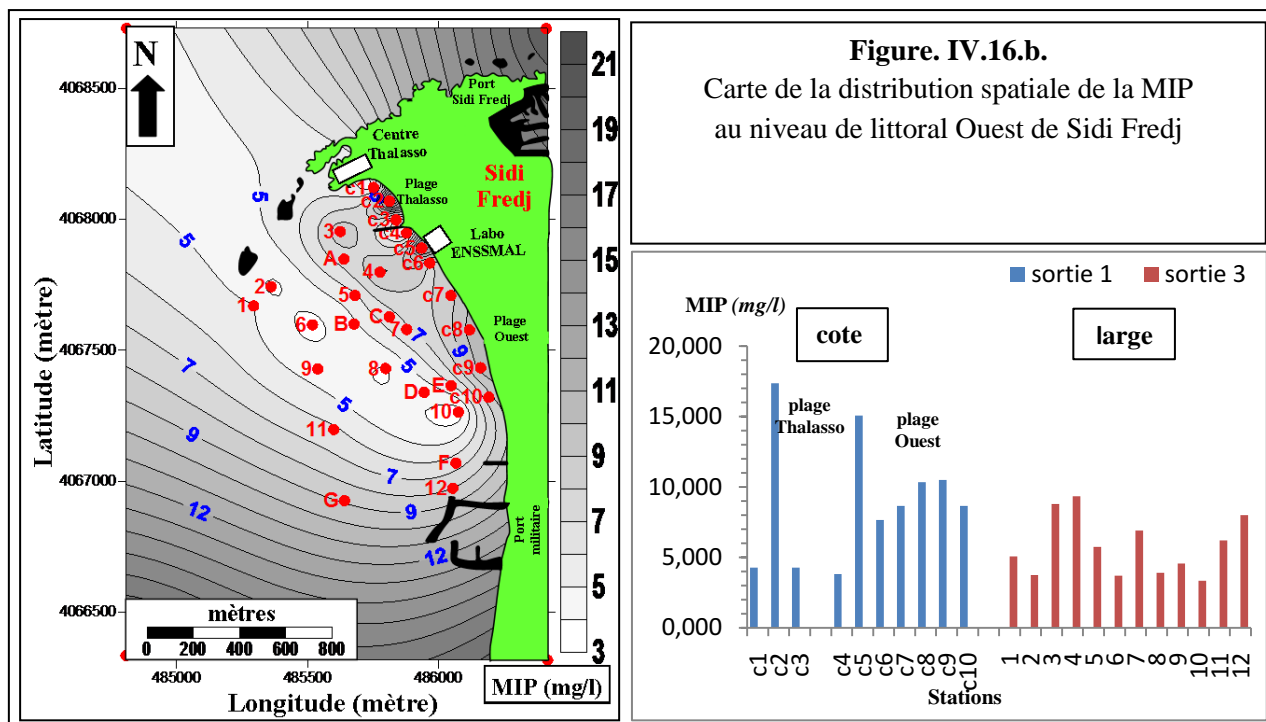 N
4068500
4068000
4067500
4067000
4066500
Latitude (mètre)
485000
485500
486000
Longitude (mètre)
Port
Sidi Fredj
Centre
Thalasso
Sidi
Fredj
Plage
Thalasso
Labo
ENSSMAL
Plage
Ouest
Port
militaire
c1
c2
c3
c4
c5
c6
c7
c8
c9
c10
3
A
4
2
1
5
6
B
C
7
9
8
D
E
10
11
F
12
G
5
5
5
7
9
5
7
5
9
12
7
9
12
mètres
0 200 400 600 800
21
19
17
15
13
11
9
7
5
3
MIP (mg/l)
Figure. IV.16.b.
Carte de la distribution spatiale de la MIP
au niveau de littoral Ouest de Sidi Fredj
sortie 1 sortie 3
MIP (mg/l)
cote
large
20,000
15,000
10,000
5,000
0,000
plage
Thalasso
plage
Ouest
c1 c2 c3 c4 c5 c6 c7 c8 c9 c10 1 2 3 4 5 6 7 8 9 10 11 12
Stations